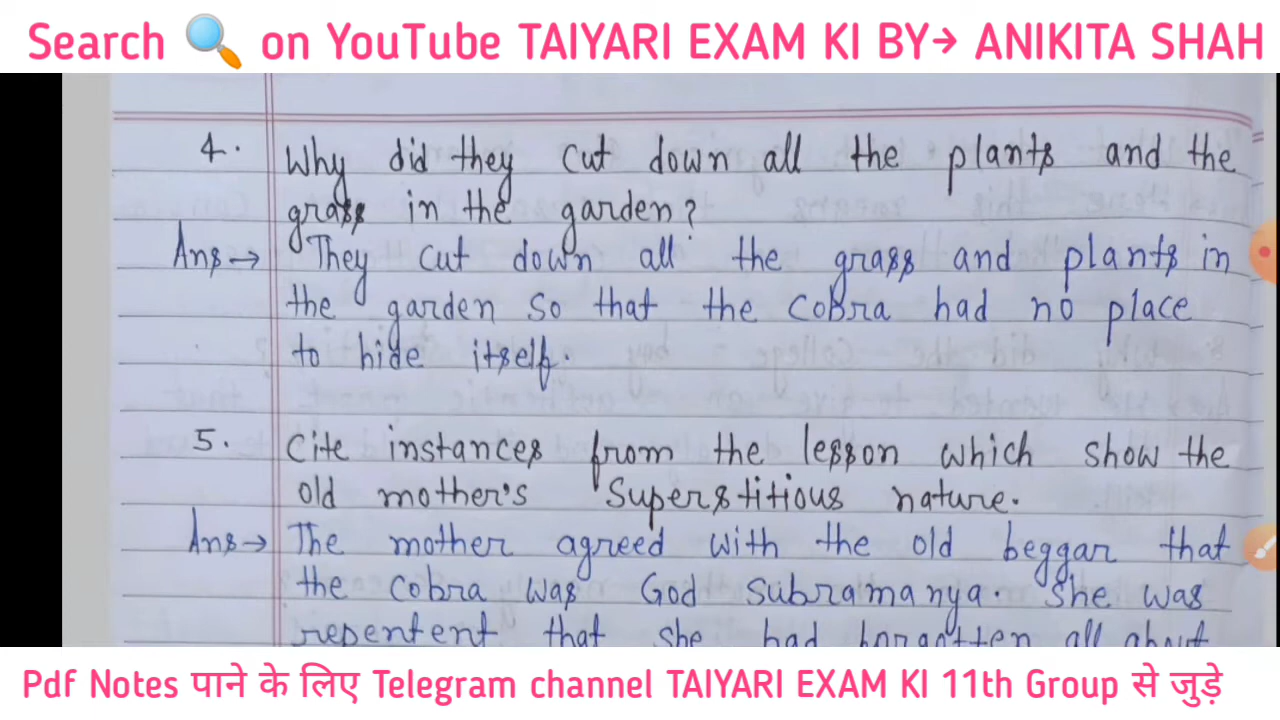 Search 🔍 on YouTube TAIYARI EXAM KI BY→ ANIKITA SHAH
4. Why did they cut down all the plants and the
grass in the garden?
Ans→ They cut down all the grass and plants in
the garden so that the cobra had no place
to hide itself.
5. Cite instances from the lesson which show the
old mother's superstitious nature.
Ans→ The mother agreed with the old beggar that
the cobra was God Subramanya. She was
repentent that she had forgotten all about
Pdf Notes पाने के लिए Telegram channel TAIYARI EXAM KI 11th Group से जुड़े